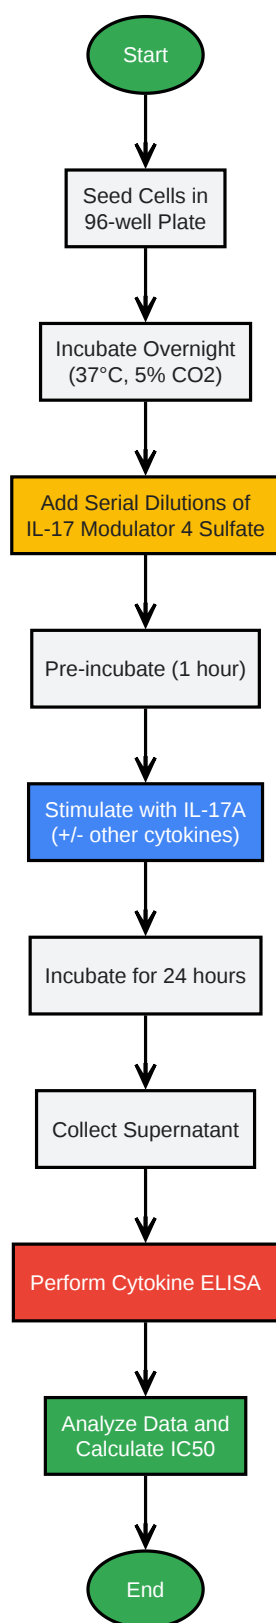 Start
Seed Cells in
96-well Plate
Incubate Overnight
(37°C, 5% CO2)
Add Serial Dilutions of
IL-17 Modulator 4 Sulfate
Pre-incubate (1 hour)
Stimulate with IL-17A
(+/- other cytokines)
Incubate for 24 hours
Collect Supernatant
Perform Cytokine ELISA
Analyze Data and
Calculate IC50
End